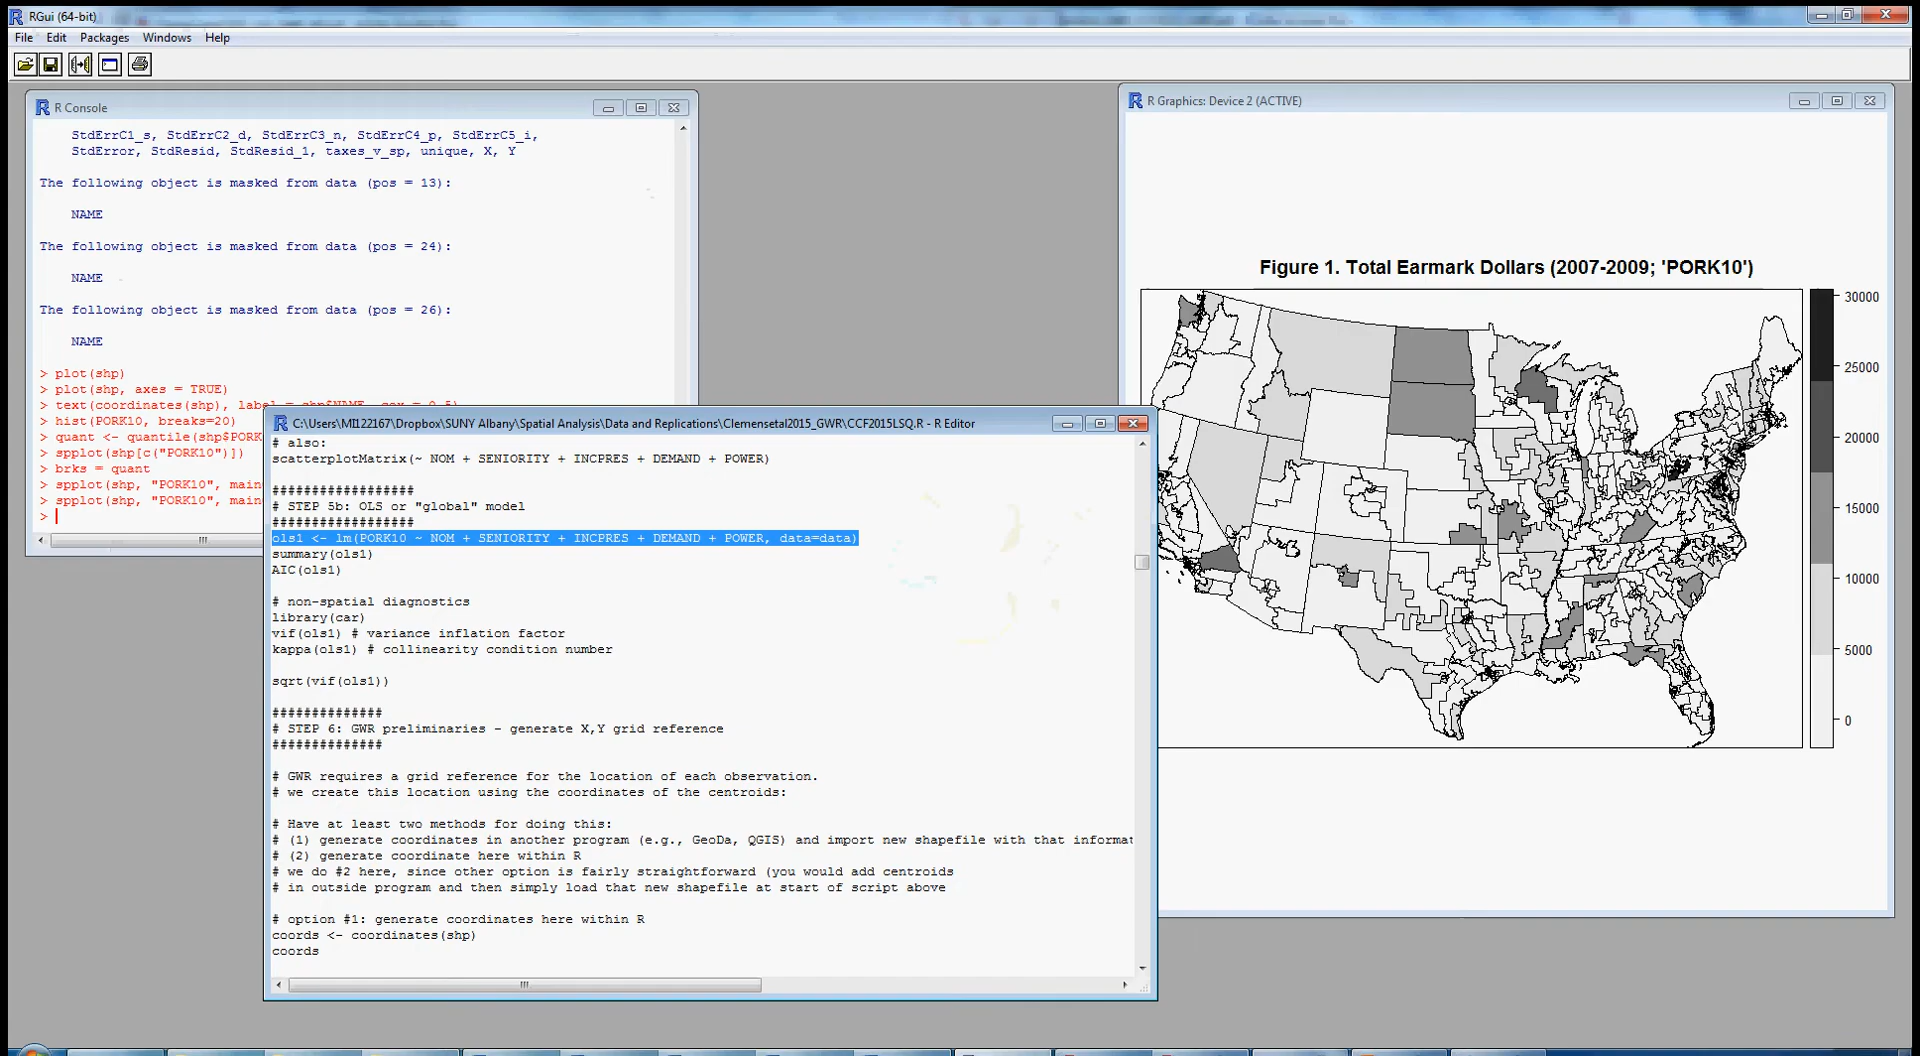 RGui (64-bit)
File Edit Packages Windows Help
R Console
StdErrC1_s, StdErrC2_d, StdErrC3_n, StdErrC4_p, StdErrC5_i,
StdError, StdResid, StdResid_1, taxes_v_sp, unique, X, Y
The following object is masked from data (pos = 13):
NAME
The following object is masked from data (pos = 24):
NAME
The following object is masked from data (pos = 26):
NAME
> plot(shp)
> plot(shp, axes = TRUE)
> text(coordinates(shp), label = shp$NAME, cex = 0.5)
> hist(PORK10, breaks=20)
> quant <- quantile(shp$PORK
> spplot(shp[c("PORK10")])
> brks = quant
> spplot(shp, "PORK10", main
> spplot(shp, "PORK10", main
>
C:\Users\MI122167\Dropbox\SUNY Albany\Spatial Analysis\Data and Replications\Clemensetal2015_GWR\CCF2015LSQ.R - R Editor
# also:
scatterplotMatrix(~ NOM + SENIORITY + INCPRES + DEMAND + POWER)
##################
# STEP 5b: OLS or "global" model
##################
ols1 <- lm(PORK10 ~ NOM + SENIORITY + INCPRES + DEMAND + POWER, data=data)
summary(ols1)
AIC(ols1)
# non-spatial diagnostics
library(car)
vif(ols1) # variance inflation factor
kappa(ols1) # collinearity condition number
sqrt(vif(ols1))
##############
# STEP 6: GWR preliminaries - generate X,Y grid reference
##############
# GWR requires a grid reference for the location of each observation.
# we create this location using the coordinates of the centroids:
# Have at least two methods for doing this:
# (1) generate coordinates in another program (e.g., GeoDa, QGIS) and import new shapefile with that informat
# (2) generate coordinate here within R
# we do #2 here, since other option is fairly straightforward (you would add centroids
# in outside program and then simply load that new shapefile at start of script above
# option #1: generate coordinates here within R
coords <- coordinates(shp)
coords
R Graphics: Device 2 (ACTIVE)
Figure 1. Total Earmark Dollars (2007-2009; 'PORK10')
30000
25000
20000
15000
10000
5000
0